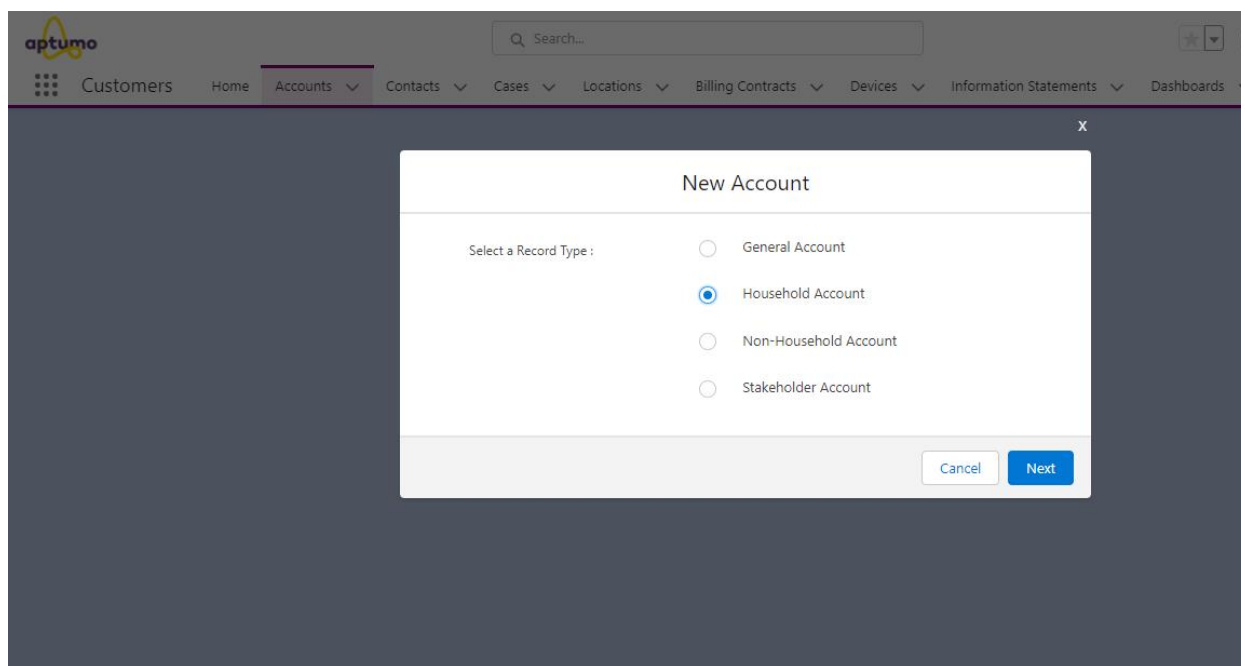 aptumo
Search...
Customers Home Accounts Contacts Cases Locations Billing Contracts Devices Information Statements Dashboards
x
New Account
Select a Record Type :
General Account
Household Account
Non-Household Account
Stakeholder Account
Cancel Next